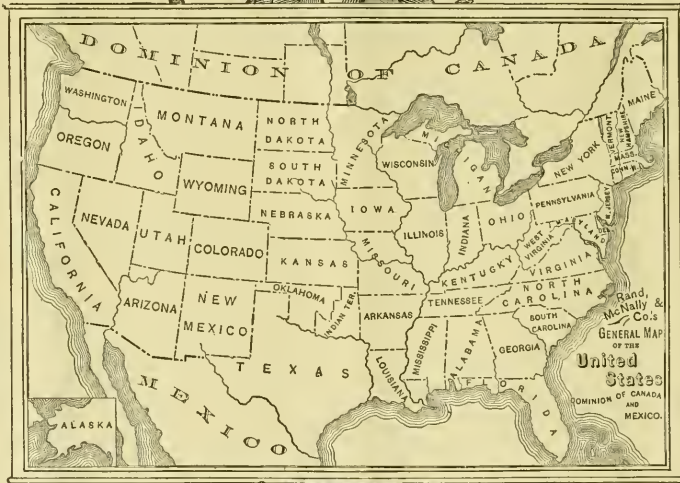 DOMINION OF CANADA
WASHINGTON
MONTANA
NORTH
DAKOTA
MINNESOTA
MICHIGAN
MAINE
VERMONT
NEW
HAMPSHIRE
OREGON
IDAHO
SOUTH
DAKOTA
WISCONSIN
NEW YORK
MASS.
CONN.
R.I.
WYOMING
NEBRASKA
IOWA
PENNSYLVANIA
N. JERSEY
CALIFORNIA
NEVADA
UTAH
COLORADO
ILLINOIS
INDIANA
OHIO
MARYLAND
DEL.
WEST
VIRGINIA
VIRGINIA
KANSAS
MISSOURI
KENTUCKY
ARIZONA
NEW
MEXICO
OKLAHOMA
INDIAN TER.
ARKANSAS
TENNESSEE
NORTH
CAROLINA
SOUTH
CAROLINA
TEXAS
LOUISIANA
MISSISSIPPI
ALABAMA
GEORGIA
FLORIDA
MEXICO
ALASKA
Rand,
McNally &
Co.'s
GENERAL MAP
OF THE
United
States
DOMINION OF CANADA
AND
MEXICO.